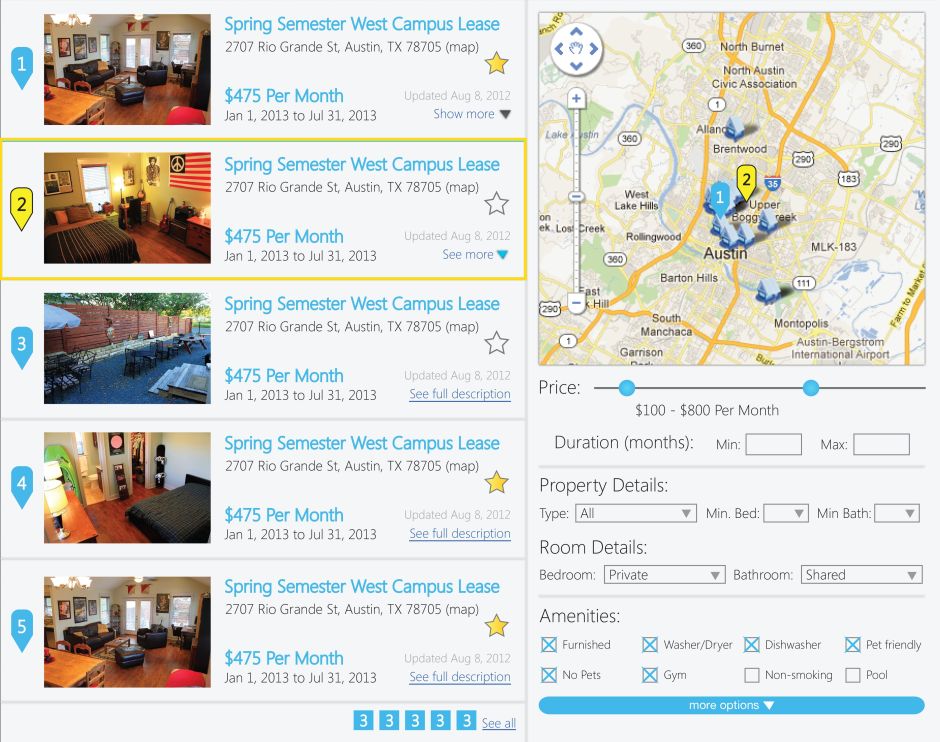 1
Spring Semester West Campus Lease
2707 Rio Grande St, Austin, TX 78705 (map)
$475 Per Month
Updated Aug 8, 2012
Jan 1, 2013 to Jul 31, 2013
Show more
2
Spring Semester West Campus Lease
2707 Rio Grande St, Austin, TX 78705 (map)
$475 Per Month
Updated Aug 8, 2012
Jan 1, 2013 to Jul 31, 2013
See more
3
Spring Semester West Campus Lease
2707 Rio Grande St, Austin, TX 78705 (map)
$475 Per Month
Updated Aug 8, 2012
Jan 1, 2013 to Jul 31, 2013
See full description
4
Spring Semester West Campus Lease
2707 Rio Grande St, Austin, TX 78705 (map)
$475 Per Month
Updated Aug 8, 2012
Jan 1, 2013 to Jul 31, 2013
See full description
5
Spring Semester West Campus Lease
2707 Rio Grande St, Austin, TX 78705 (map)
$475 Per Month
Updated Aug 8, 2012
Jan 1, 2013 to Jul 31, 2013
See full description
3 3 3 3 3 See all
360
North Burnet
North Austin
Civic Association
1
Lake Austin
360
Brentwood
290
290
183
35
2
1
West
Lake Hills
Upper
Lost Creek
Rollingwood
Austin
MLK-183
360
Barton Hills
111
290
South
Manchaca
Montopolis
1
Garrison
Austin-Bergstrom
International Airport
Farm to Market
Price:
$100 - $800 Per Month
Duration (months): Min: Max:
Property Details:
Type: All Min. Bed: Min Bath:
Room Details:
Bedroom: Private Bathroom: Shared
Amenities:
Furnished Washer/Dryer Dishwasher Pet friendly
No Pets Gym Non-smoking Pool
more options